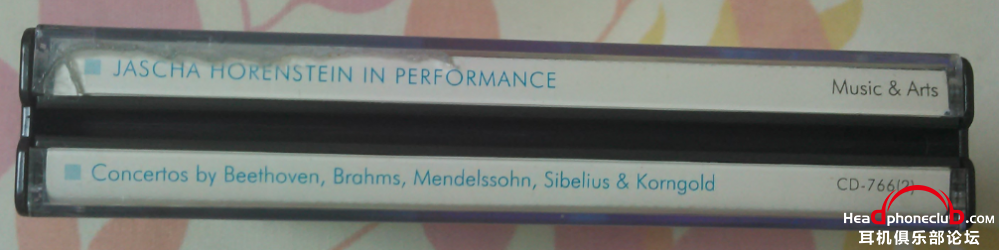 JASCHA HORENSTEIN IN PERFORMANCE
Music & Arts
Concertos by Beethoven, Brahms, Mendelssohn, Sibelius & Korngold
CD-766(2)
Headphoneclub.com
耳机俱乐部论坛